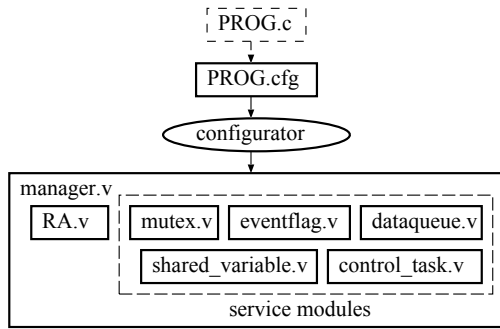 PROG.c
PROG.cfg
configurator
manager.v
RA.v
mutex.v
eventflag.v
dataqueue.v
shared_variable.v
control_task.v
service modules